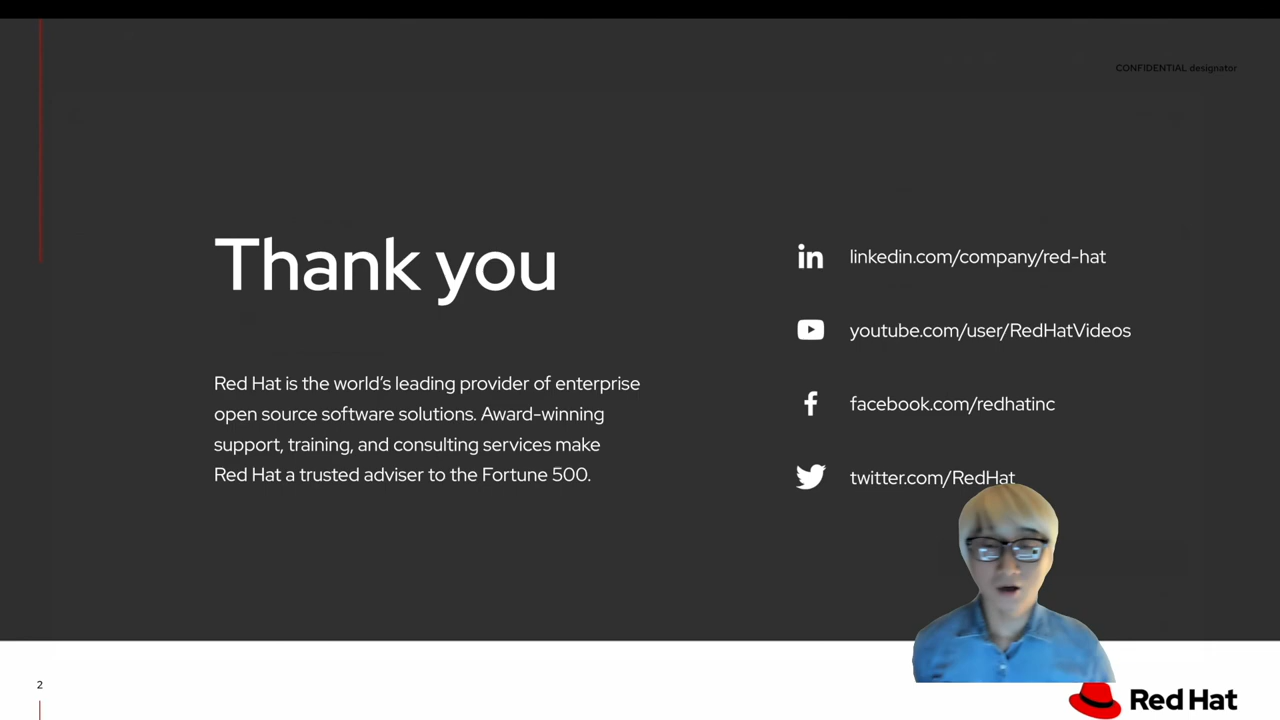 CONFIDENTIAL designator
Thank you
Red Hat is the world’s leading provider of enterprise
open source software solutions. Award-winning
support, training, and consulting services make
Red Hat a trusted adviser to the Fortune 500.
linkedin.com/company/red-hat
youtube.com/user/RedHatVideos
facebook.com/redhatinc
twitter.com/RedHat
2
Red Hat